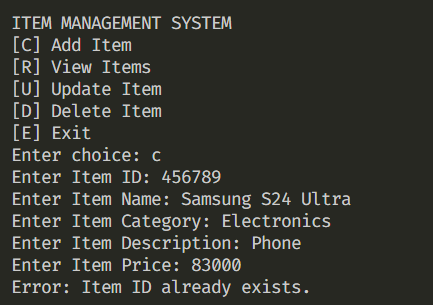 ITEM MANAGEMENT SYSTEM
[C] Add Item
[R] View Items
[U] Update Item
[D] Delete Item
[E] Exit
Enter choice: c
Enter Item ID: 456789
Enter Item Name: Samsung S24 Ultra
Enter Item Category: Electronics
Enter Item Description: Phone
Enter Item Price: 83000
Error: Item ID already exists.